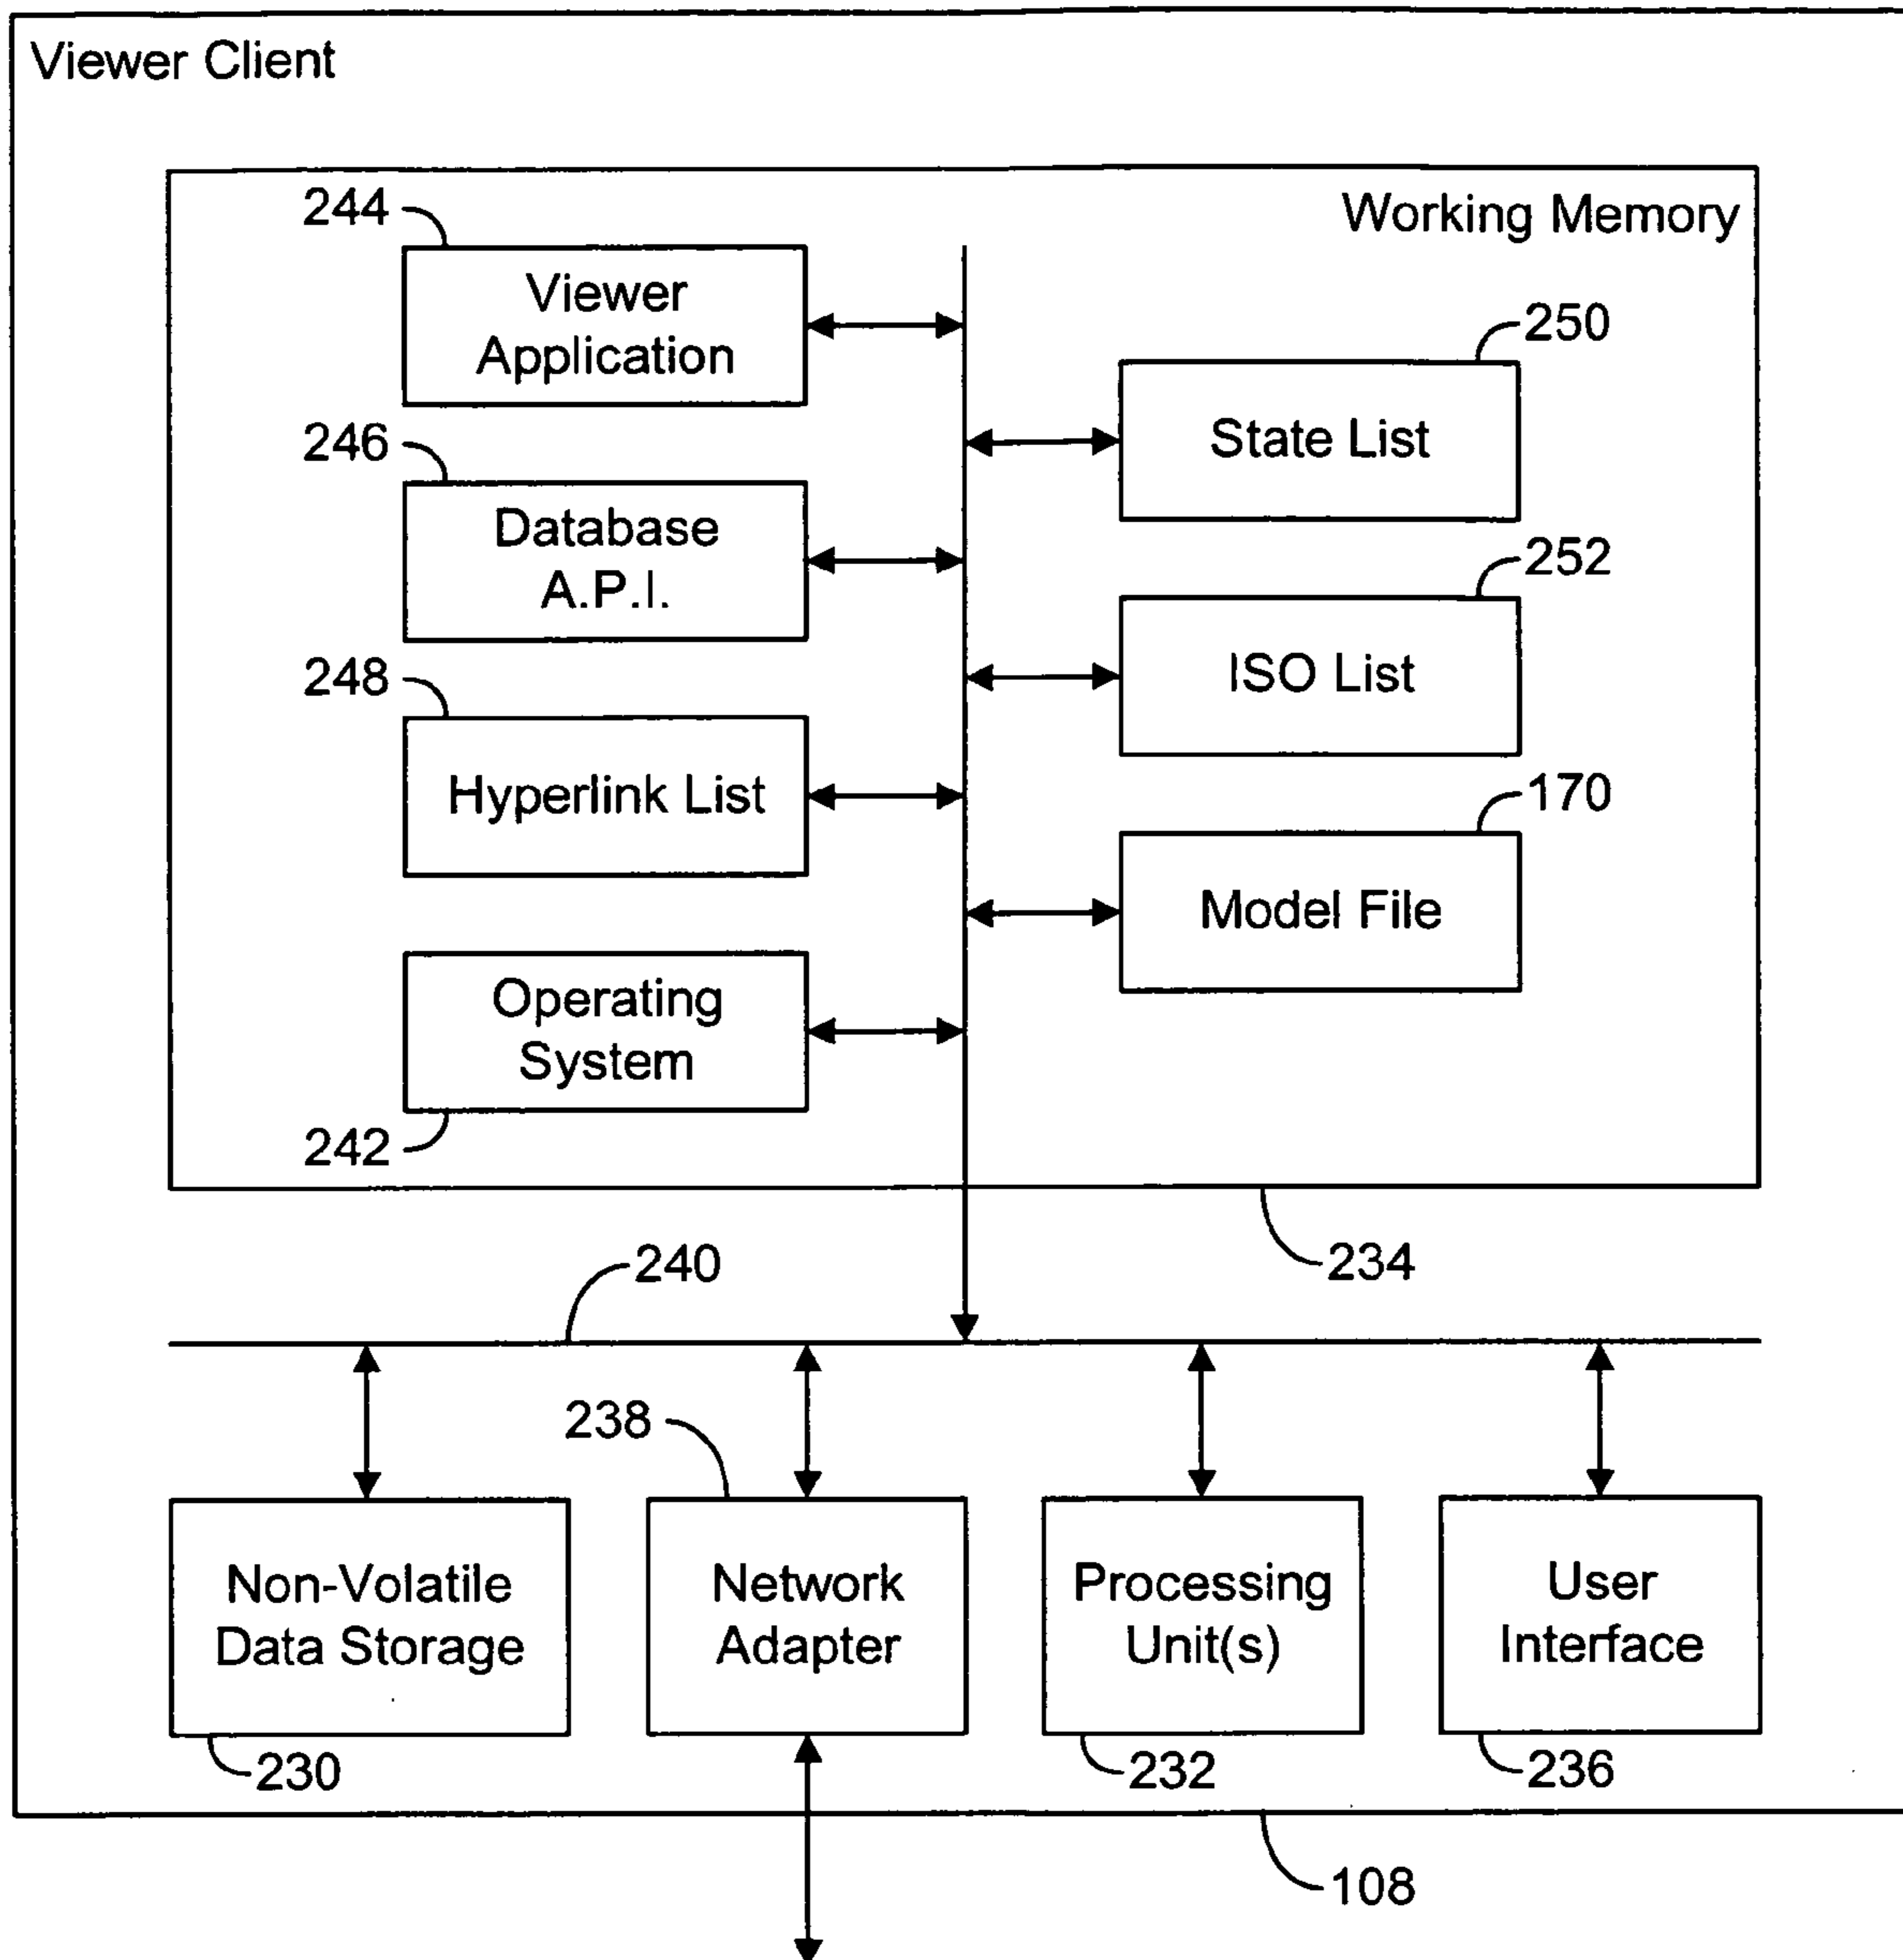 Viewer Client
Working Memory
244
Viewer
Application
250
State List
246
Database
A.P.I.
252
ISO List
248
Hyperlink List
170
Model File
Operating
System
242
234
240
238
Non-Volatile
Data Storage
Network
Adapter
Processing
Unit(s)
User
Interface
230
232
236
108